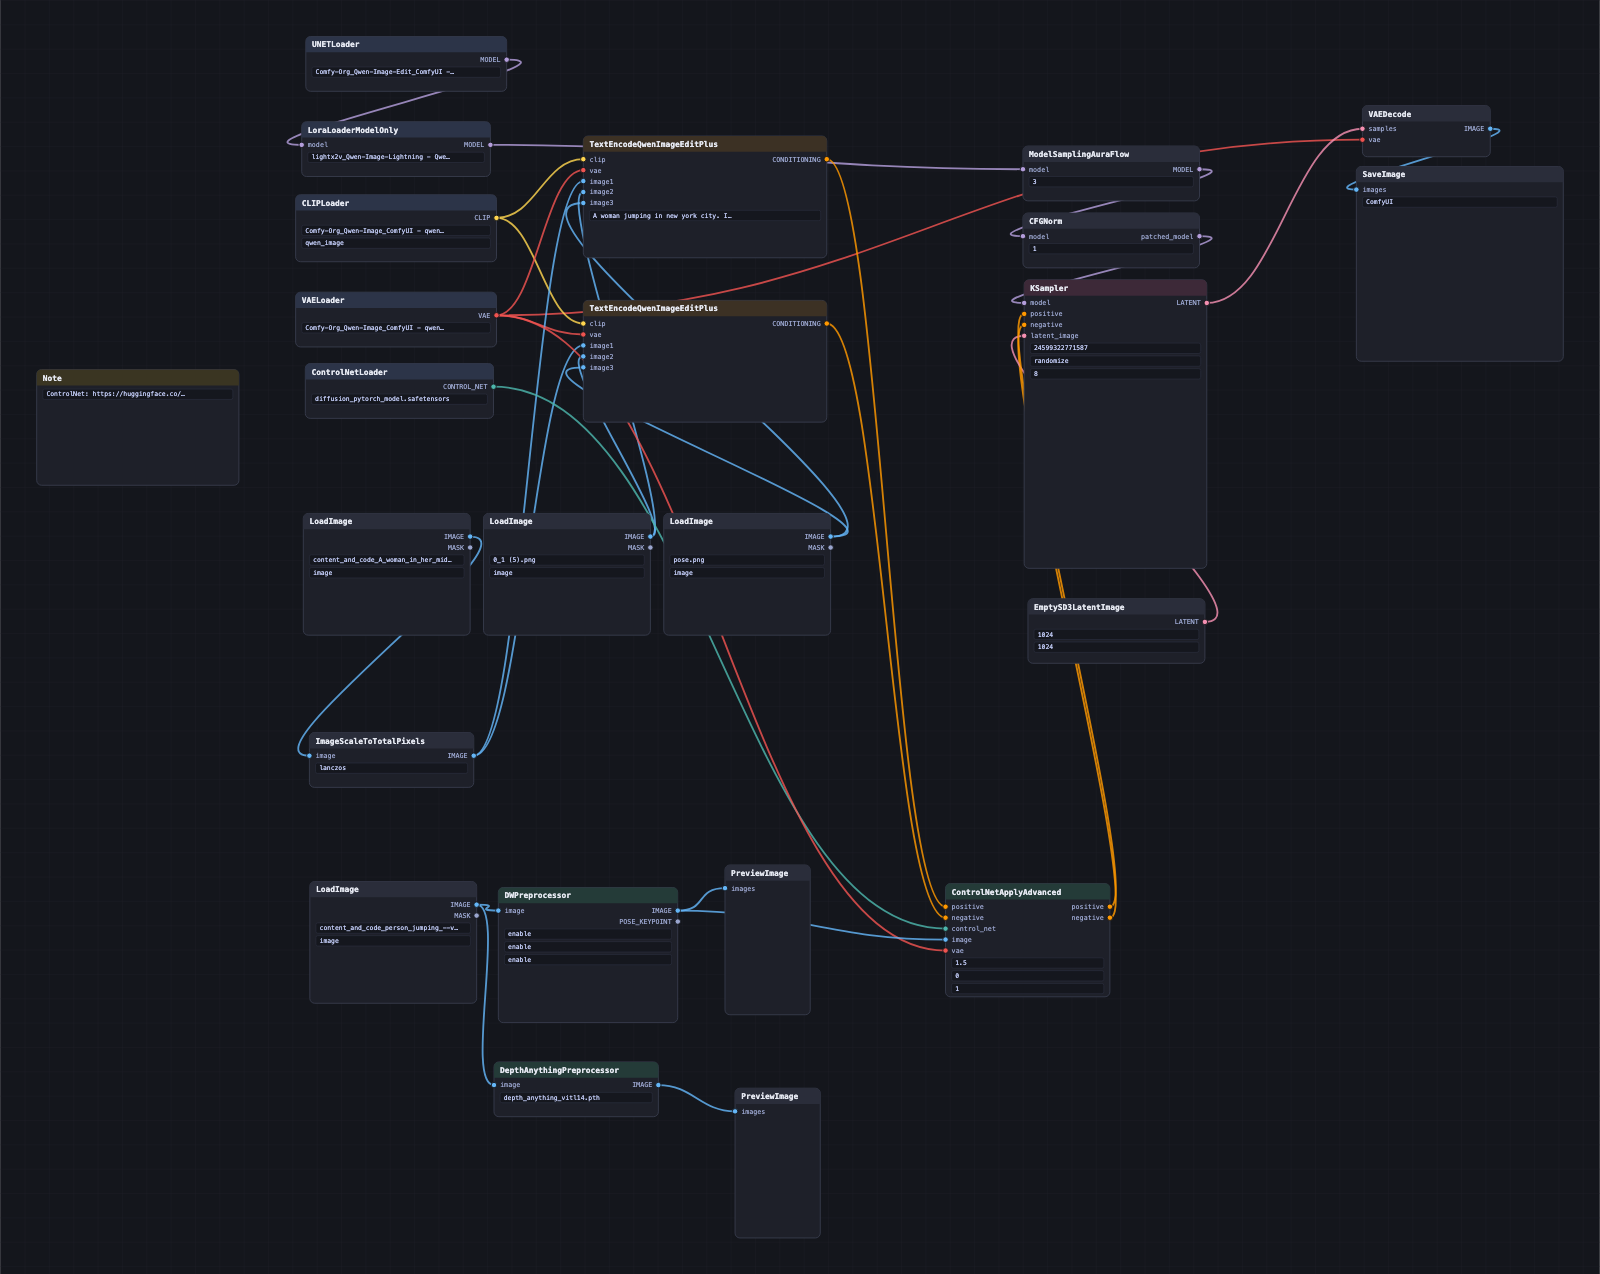 UNETLoader
MODEL
Comfy-Org_Qwen-Image-Edit_ComfyUI -…
LoraLoaderModelOnly
model MODEL
lightx2v_Qwen-Image-Lightning - Qwe…
CLIPLoader
CLIP
Comfy-Org_Qwen-Image_ComfyUI - qwen…
qwen_image
VAELoader
VAE
Comfy-Org_Qwen-Image_ComfyUI - qwen…
ControlNetLoader
CONTROL_NET
diffusion_pytorch_model.safetensors
Note
ControlNet: https://huggingface.co/…
TextEncodeQwenImageEditPlus
clip CONDITIONING
vae
image1
image2
image3
A woman jumping in new york city. I…
TextEncodeQwenImageEditPlus
clip CONDITIONING
vae
image1
image2
image3
ModelSamplingAuraFlow
model MODEL
3
CFGNorm
model patched_model
1
KSampler
model LATENT
positive
negative
latent_image
24599322771587
randomize
8
VAEDecode
samples IMAGE
vae
SaveImage
images
ComfyUI
EmptySD3LatentImage
LATENT
1024
1024
LoadImage
IMAGE
MASK
content_and_code_A_woman_in_her_mid…
image
LoadImage
IMAGE
MASK
0_1 (5).png
image
LoadImage
IMAGE
MASK
pose.png
image
ImageScaleToTotalPixels
image IMAGE
lanczos
LoadImage
IMAGE
MASK
content_and_code_person_jumping_--v…
image
DWPreprocessor
image IMAGE
POSE_KEYPOINT
enable
enable
enable
PreviewImage
images
ControlNetApplyAdvanced
positive positive
negative negative
control_net
image
vae
1.5
0
1
DepthAnythingPreprocessor
image IMAGE
depth_anything_vitl14.pth
PreviewImage
images